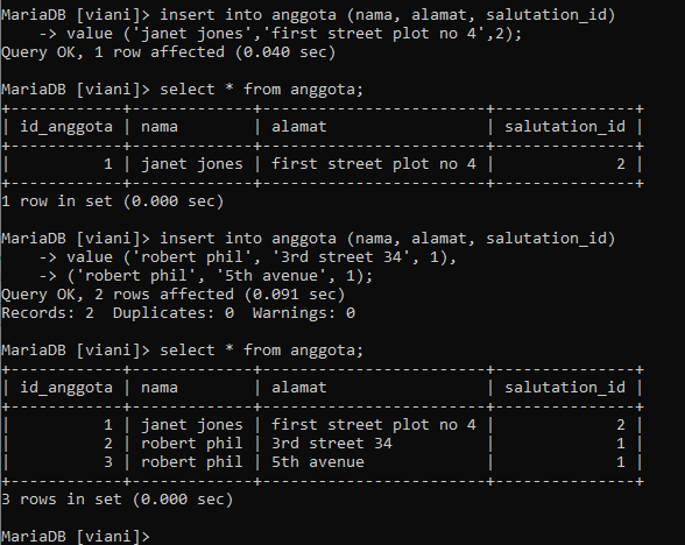 MariaDB [viani]> insert into anggota (nama, alamat, salutation_id)
    -> value ('janet jones','first street plot no 4',2);
Query OK, 1 row affected (0.040 sec)

MariaDB [viani]> select * from anggota;
+------------+-------------+------------------------+---------------+
| id_anggota | nama        | alamat                 | salutation_id |
+------------+-------------+------------------------+---------------+
|          1 | janet jones | first street plot no 4 |             2 |
+------------+-------------+------------------------+---------------+
1 row in set (0.000 sec)

MariaDB [viani]> insert into anggota (nama, alamat, salutation_id)
    -> value ('robert phil', '3rd street 34', 1),
    -> ('robert phil', '5th avenue', 1);
Query OK, 2 rows affected (0.091 sec)
Records: 2  Duplicates: 0  Warnings: 0

MariaDB [viani]> select * from anggota;
+------------+-------------+------------------------+---------------+
| id_anggota | nama        | alamat                 | salutation_id |
+------------+-------------+------------------------+---------------+
|          1 | janet jones | first street plot no 4 |             2 |
|          2 | robert phil | 3rd street 34          |             1 |
|          3 | robert phil | 5th avenue             |             1 |
+------------+-------------+------------------------+---------------+
3 rows in set (0.000 sec)

MariaDB [viani]>